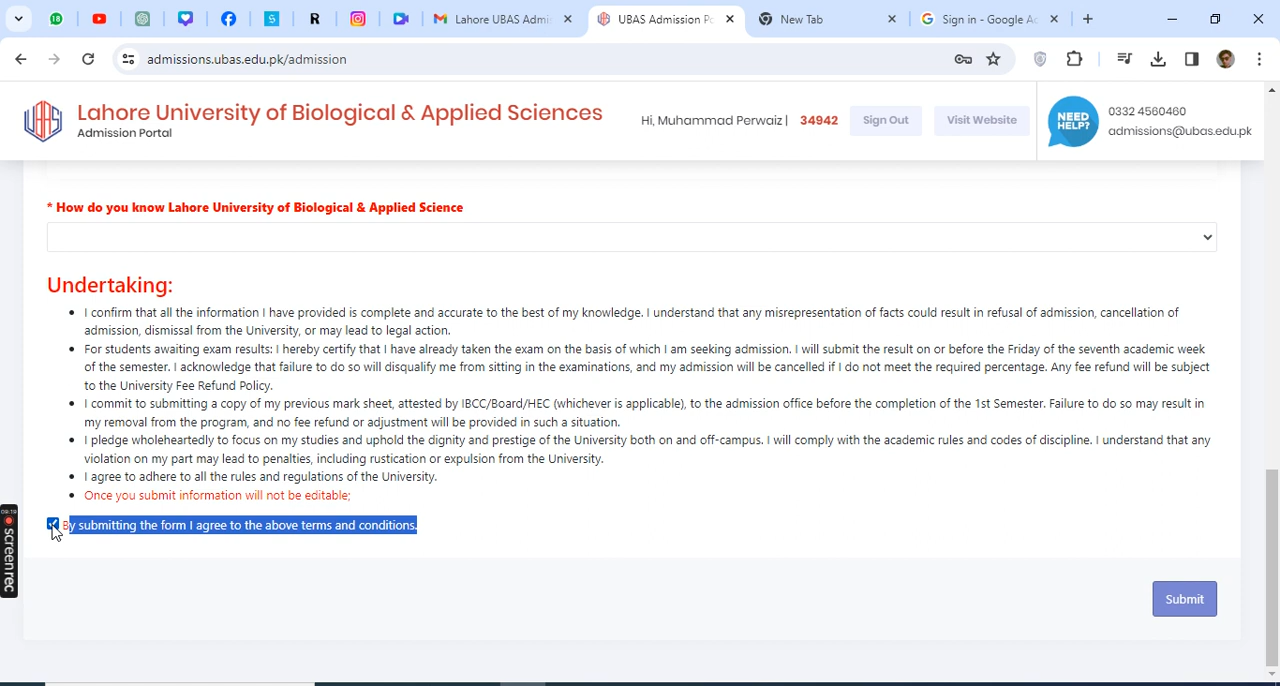 Lahore UBAS Admis
UBAS Admission Po
New Tab
Sign in - Google Ac
admissions.ubas.edu.pk/admission
Lahore University of Biological & Applied Sciences
Admission Portal
Hi, Muhammad Perwaiz | 34942
Sign Out
Visit Website
NEED HELP?
0332 4560460
admissions@ubas.edu.pk
* How do you know Lahore University of Biological & Applied Science
Undertaking:
• I confirm that all the information I have provided is complete and accurate to the best of my knowledge. I understand that any misrepresentation of facts could result in refusal of admission, cancellation of
admission, dismissal from the University, or may lead to legal action.
• For students awaiting exam results: I hereby certify that I have already taken the exam on the basis of which I am seeking admission. I will submit the result on or before the Friday of the seventh academic week
of the semester. I acknowledge that failure to do so will disqualify me from sitting in the examinations, and my admission will be cancelled if I do not meet the required percentage. Any fee refund will be subject
to the University Fee Refund Policy.
• I commit to submitting a copy of my previous mark sheet, attested by IBCC/Board/HEC (whichever is applicable), to the admission office before the completion of the 1st Semester. Failure to do so may result in
my removal from the program, and no fee refund or adjustment will be provided in such a situation.
• I pledge wholeheartedly to focus on my studies and uphold the dignity and prestige of the University both on and off-campus. I will comply with the academic rules and codes of discipline. I understand that any
violation on my part may lead to penalties, including rustication or expulsion from the University.
• I agree to adhere to all the rules and regulations of the University.
• Once you submit information will not be editable;
By submitting the form I agree to the above terms and conditions.
Submit
screen rec